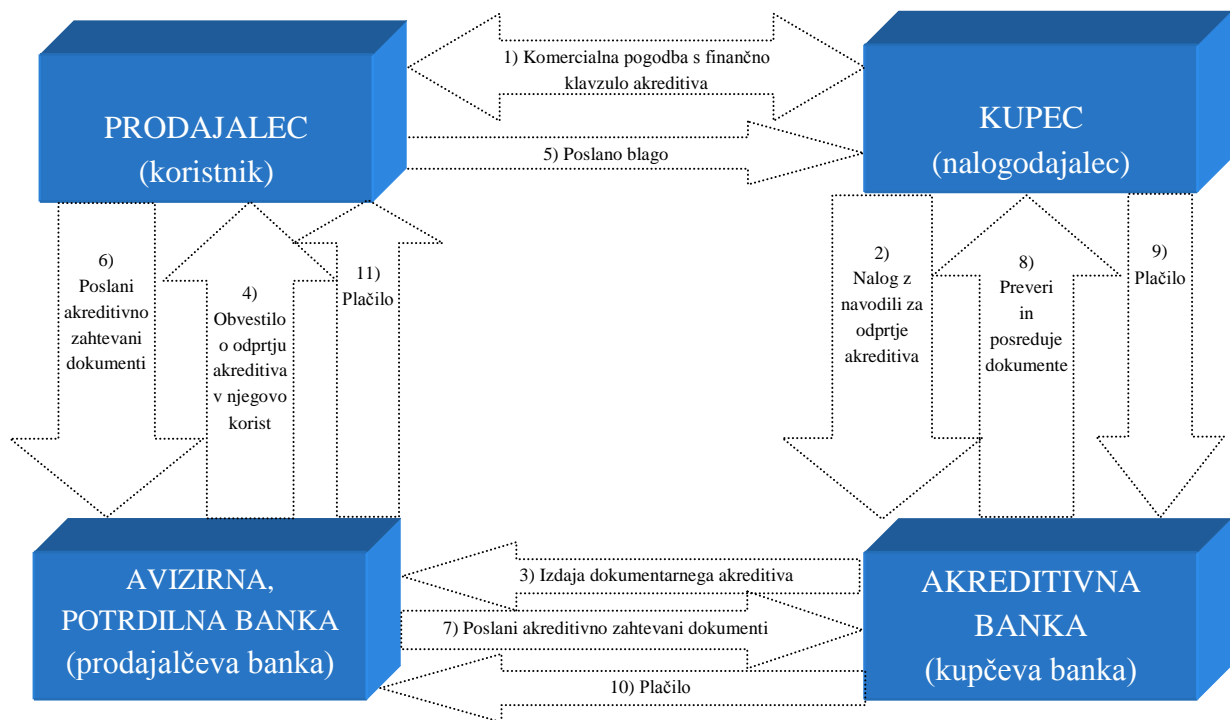 1) Komercialna pogodba s finančno
klavzulo akreditiva
PRODAJALEC
(koristnik)
KUPEC
(nalogodajalec)
5) Poslano blago
6)
Poslani
akreditivno
zahtevani
dokumenti
4)
Obvestilo
o odprtju
akreditiva
v njegovo
korist
11)
Plačilo
2)
Nalog z
navodili za
odprtje
akreditiva
8)
Preveri
in
posreduje
dokumente
9)
Plačilo
AVIZIRNA,
POTRDILNA BANKA
(prodajalčeva banka)
3) Izdaja dokumentarnega akreditiva
7) Poslani akreditivno zahtevani dokumenti
10) Plačilo
AKREDITIVNA
BANKA
(kupčeva banka)